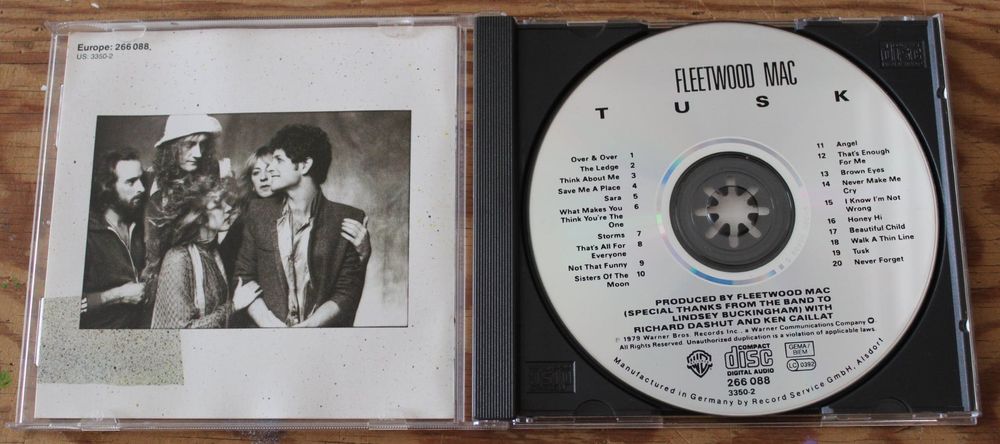 Europe: 266 088.
US: 3350-2
FLEETWOOD MAC
T U S K
Over & Over 1
The Ledge 2
Think About Me 3
Save Me A Place 4
Sara 5
What Makes You 6
Think You're The
One
Storms 7
That's All For 8
Everyone
Not That Funny 9
Sisters Of The 10
Moon
11 Angel
12 That's Enough
For Me
13 Brown Eyes
14 Never Make Me
Cry
15 I Know I'm Not
Wrong
16 Honey Hi
17 Beautiful Child
18 Walk A Thin Line
19 Tusk
20 Never Forget
PRODUCED BY FLEETWOOD MAC
(SPECIAL THANKS FROM THE BAND TO
LINDSEY BUCKINGHAM) WITH
RICHARD DASHUT AND KEN CAILLAT
℗ 1979 Warner Bros. Records Inc., a Warner Communications Company
All Rights Reserved. Unauthorized duplication is a violation of applicable laws.
COMPACT
disc
DIGITAL AUDIO
GEMA/
BIEM
LC 0392
266 088
3350-2
Manufactured in Germany by Record Service GmbH, Alsdorf